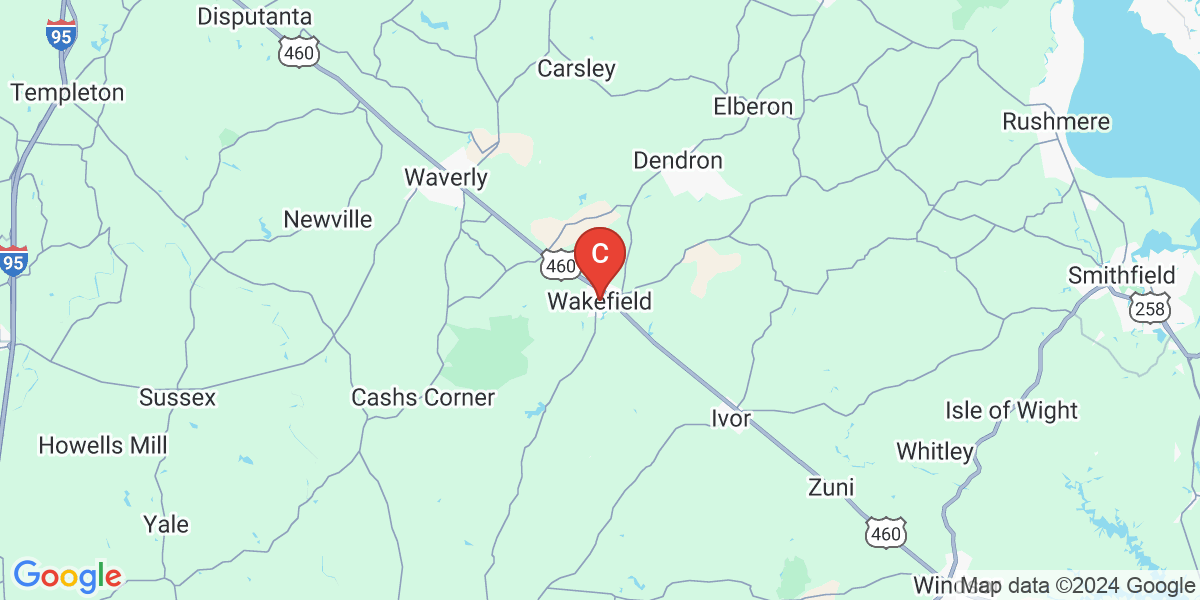 Disputanta
95
460
Carsley
Templeton
Elberon
Rushmere
Dendron
Waverly
Newville
C
95
460
Smithfield
Wakefield
258
Sussex
Cashs Corner
Isle of Wight
Ivor
Howells Mill
Whitley
Zuni
Yale
460
Google
Map data ©2024 Google